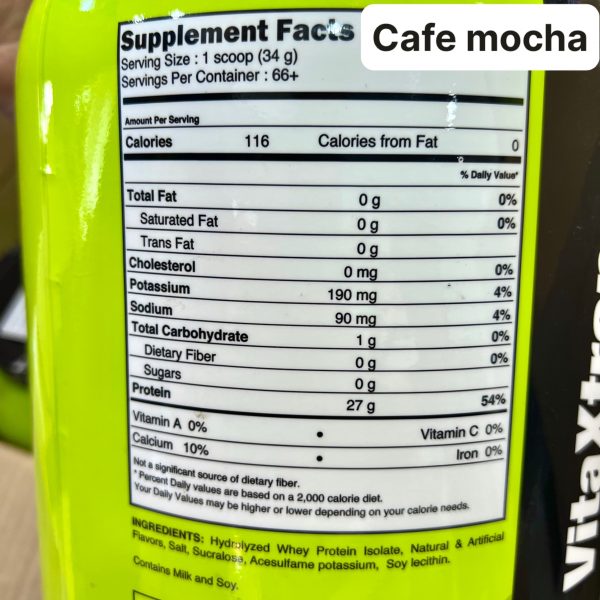 Cafe mocha
Supplement Facts
Serving Size : 1 scoop (34 g)
Servings Per Container : 66+
Amount Per Serving
Calories 116 Calories from Fat 0
% Daily Value*
Total Fat 0 g 0%
Saturated Fat 0 g 0%
Trans Fat 0 g
Cholesterol 0 mg 0%
Potassium 190 mg 4%
Sodium 90 mg 4%
Total Carbohydrate 1 g 0%
Dietary Fiber 0 g 0%
Sugars 0 g
Protein 27 g 54%
Vitamin A 0% • Vitamin C 0%
Calcium 10% • Iron 0%
Not a significant source of dietary fiber.
* Percent Daily values are based on a 2,000 calorie diet.
Your Daily Values may be higher or lower depending on your calorie needs.
INGREDIENTS: Hydrolyzed Whey Protein Isolate, Natural & Artificial
Flavors, Salt, Sucralose, Acesulfame potassium, Soy lecithin.
Contains Milk and Soy.